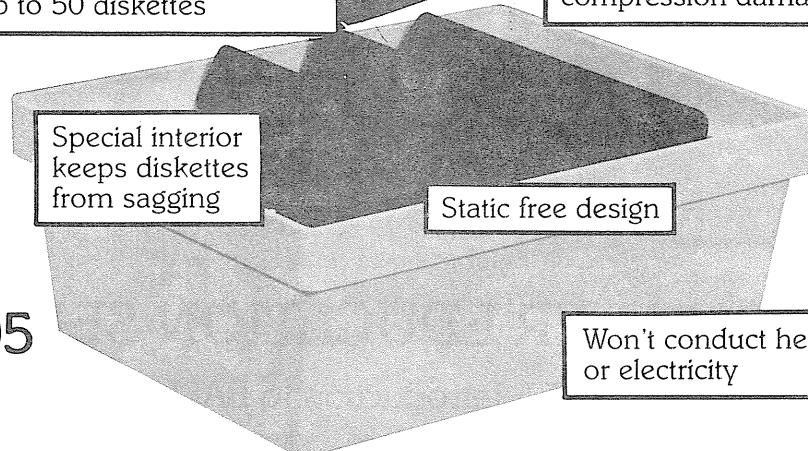 p to 50 diskettes
compression dama
Special interior
keeps diskettes
from sagging
Static free design
5
Won't conduct he
or electricity